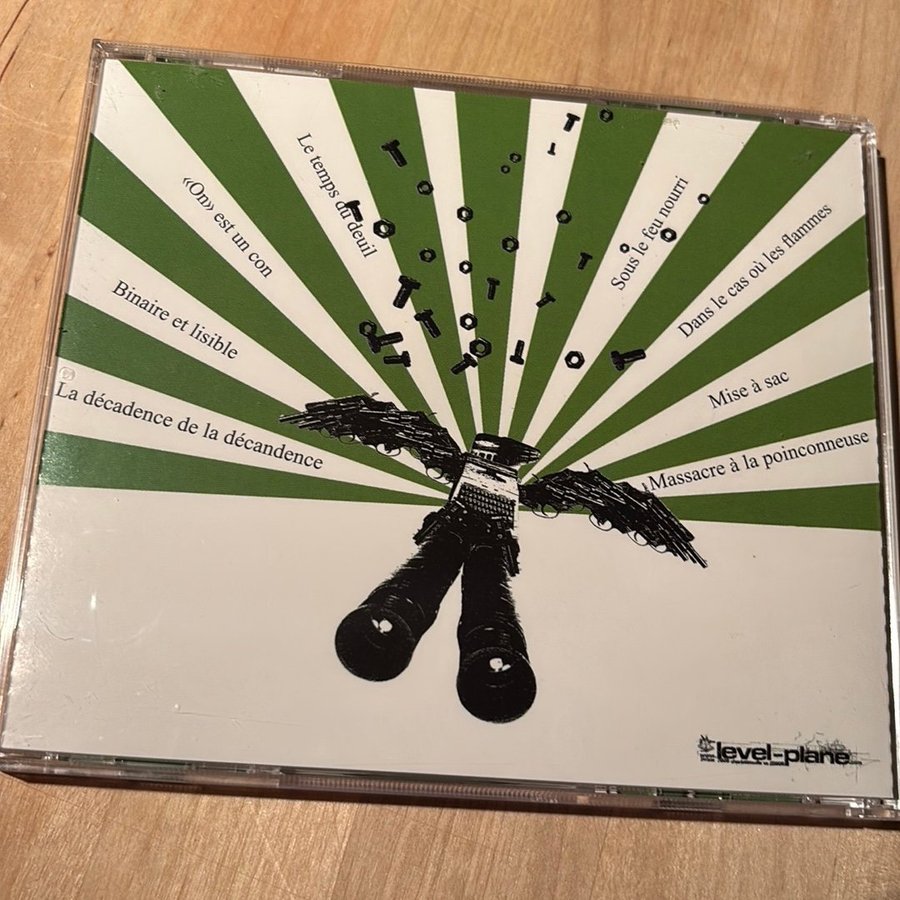 La décadence de la décandence
Binaire et lisible
«On» est un con
Le temps du deuil
Sous le feu nourri
Dans le cas où les flammes
Mise à sac
Massacre à la poinconneuse
level-plane